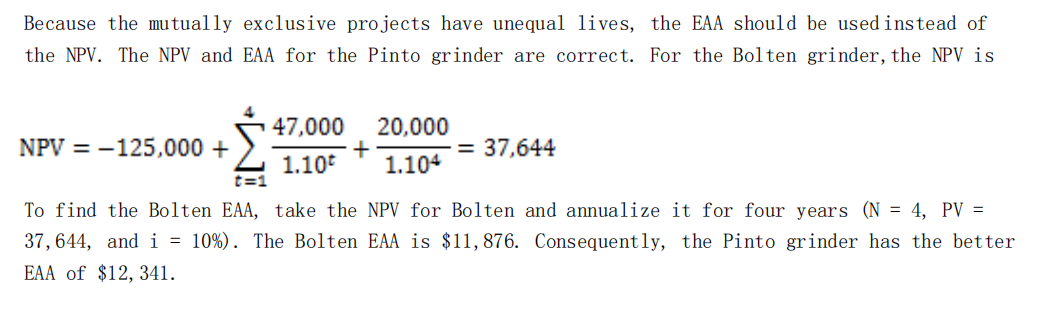 Because the mutually exclusive projects have unequal lives, the EAA should be used instead of
the NPV. The NPV and EAA for the Pinto grinder are correct. For the Bolten grinder, the NPV is
NPV = −125,000 + ∑_{t=1}^{4} 47,000/1.10^t + 20,000/1.10^4 = 37,644
To find the Bolten EAA, take the NPV for Bolten and annualize it for four years (N = 4, PV =
37,644, and i = 10%). The Bolten EAA is $11,876. Consequently, the Pinto grinder has the better
EAA of $12,341.